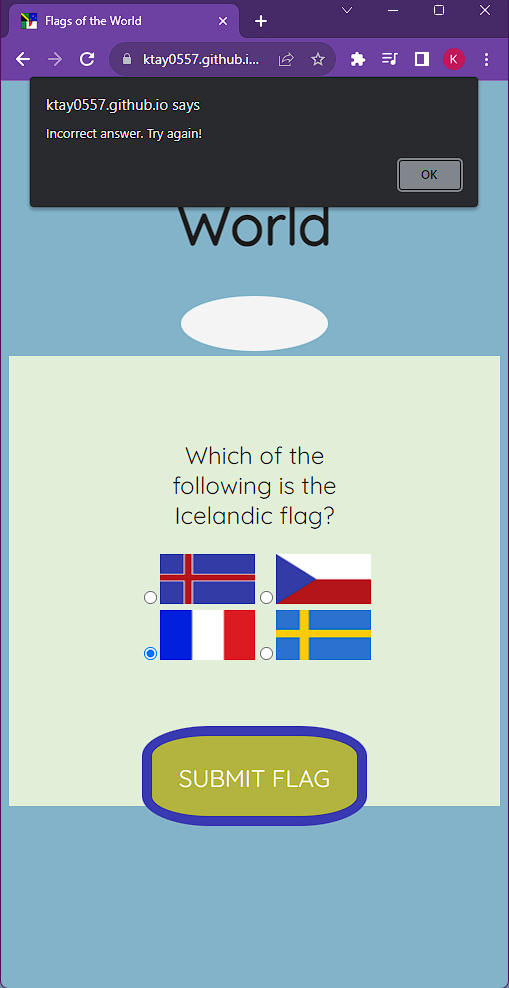 Flags of the World
ktay0557.github.i...
K
ktay0557.github.io says
Incorrect answer. Try again!
OK
World
Which of the
following is the
Icelandic flag?
SUBMIT FLAG